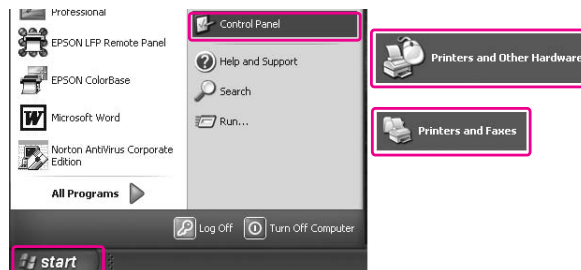 Professional
EPSON LFP Remote Panel
EPSON ColorBase
Microsoft Word
Norton AntiVirus Corporate
Edition
All Programs
Control Panel
Help and Support
Search
Run...
Log Off
Turn Off Computer
start
Printers and Other Hardware
Printers and Faxes